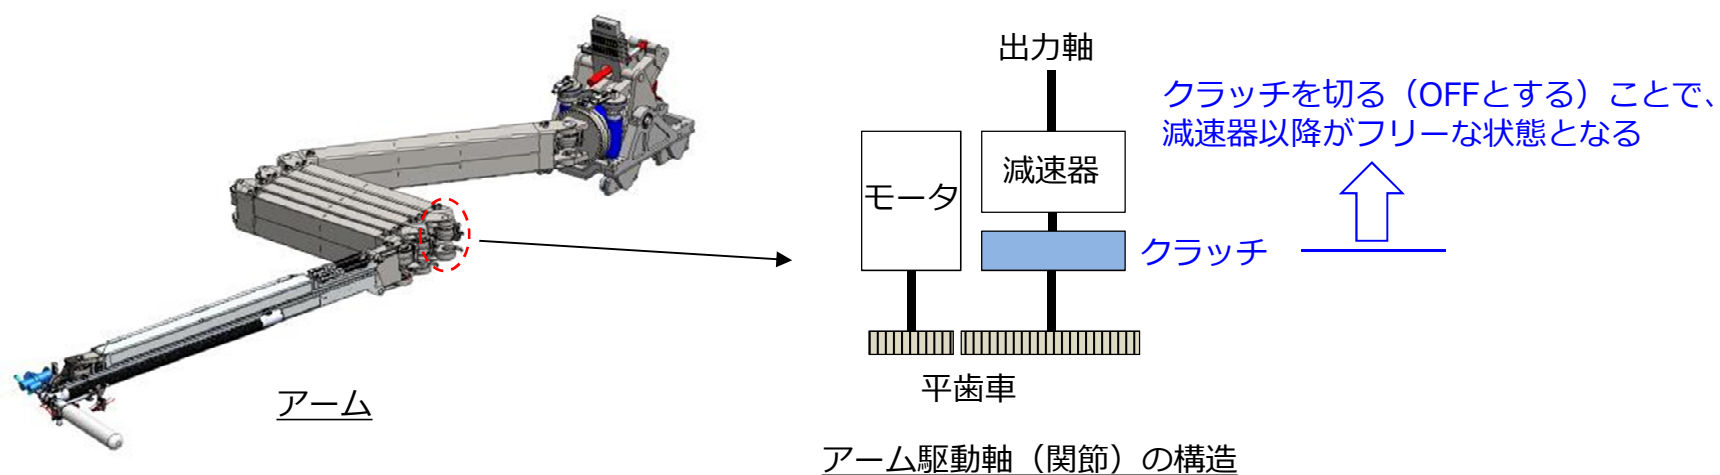 出力軸
クラッチを切る（OFFとする）ことで、
減速器以降がフリーな状態となる
減速器
モータ
クラッチ
平歯車
アーム
アーム駆動軸（関節）の構造